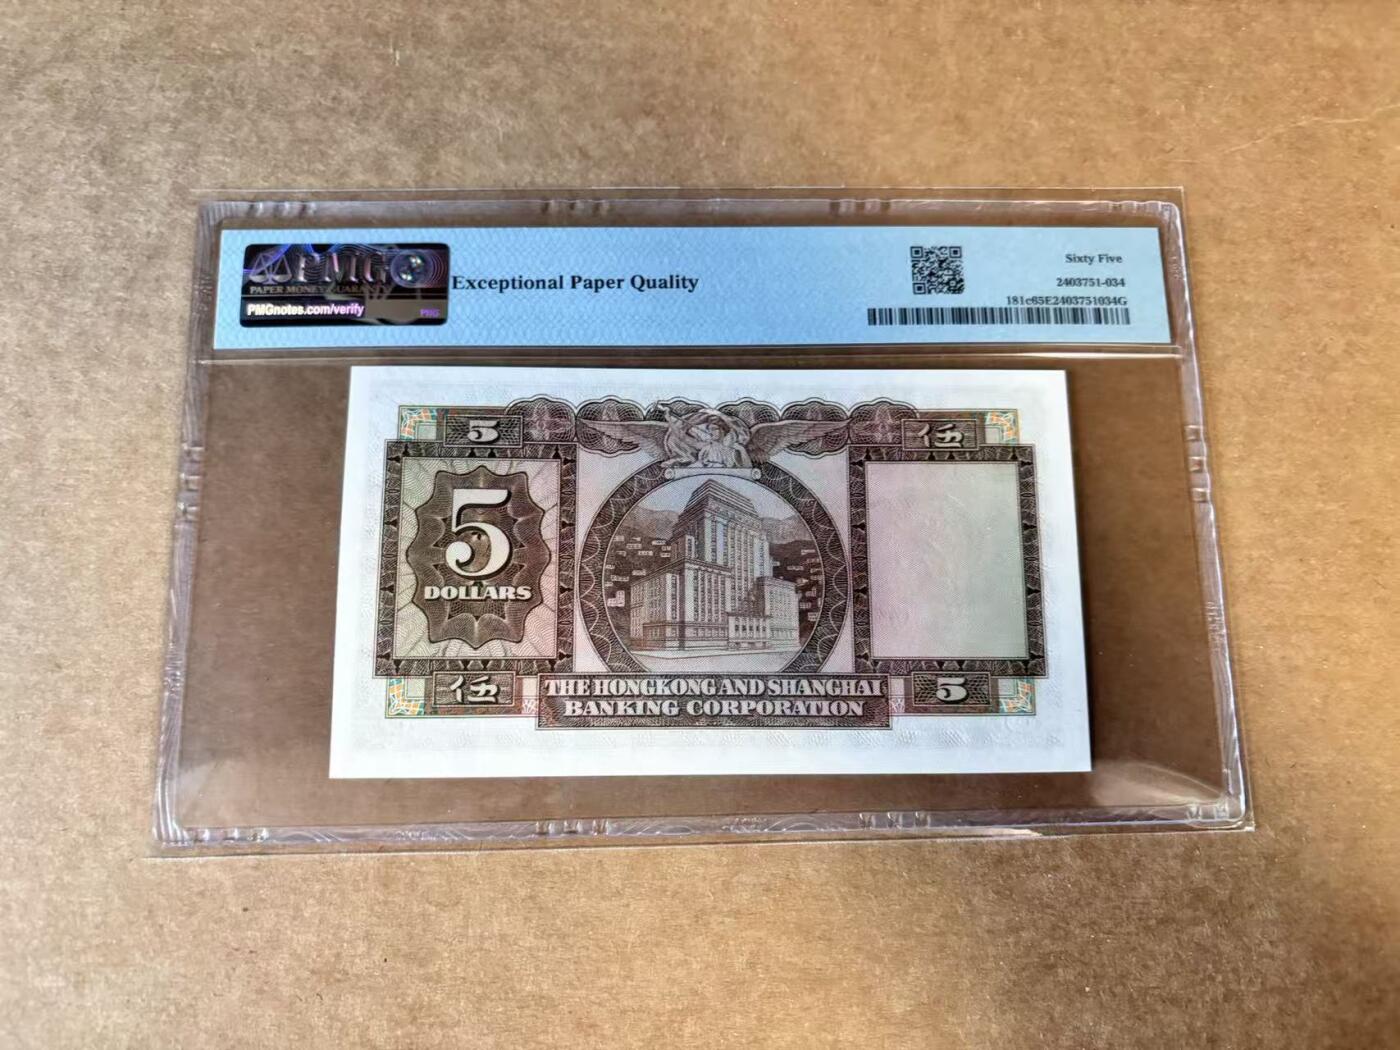 PMG
PAPER MONEY GUARANTY
PMGnotes.com/verify
PMG
Exceptional Paper Quality
Sixty Five
2403751-034
181c65E2403751034G
5
伍
5
DOLLARS
伍
THE HONGKONG AND SHANGHAI
BANKING CORPORATION
5